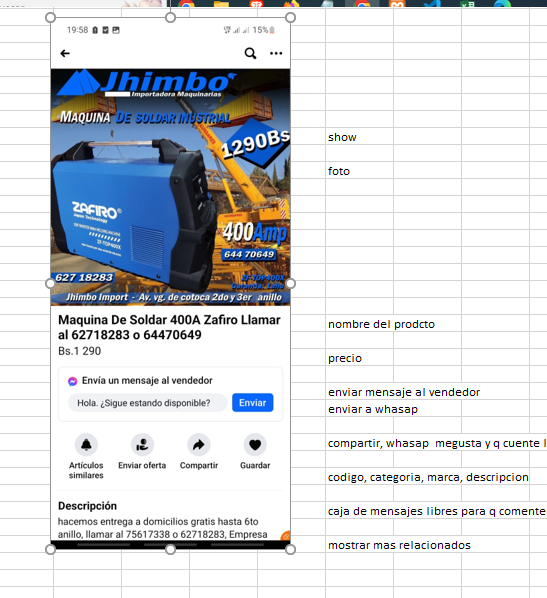 19:58
15%
Jhimbo
Importadora Maquinarias
MAQUINA DE SOLDAR INUSTRIAL
1290Bs
ZAFIRO
400Amp
644 70649
627 18283
Jhimbo Import - Av. vg. de cotoca 2do y 3er anillo
Maquina De Soldar 400A Zafiro Llamar
al 62718283 o 64470649
Bs.1 290
Envía un mensaje al vendedor
Hola. ¿Sigue estando disponible?
Enviar
Artículos similares
Enviar oferta
Compartir
Guardar
Descripción
hacemos entrega a domicilios gratis hasta 6to
anillo, llamar al 75617338 o 62718283, Empresa
show
foto
nombre del prodcto
precio
enviar mensaje al vendedor
enviar a whasap
compartir, whasap megusta y q cuente l
codigo, categoria, marca, descripcion
caja de mensajes libres para q comente
mostrar mas relacionados